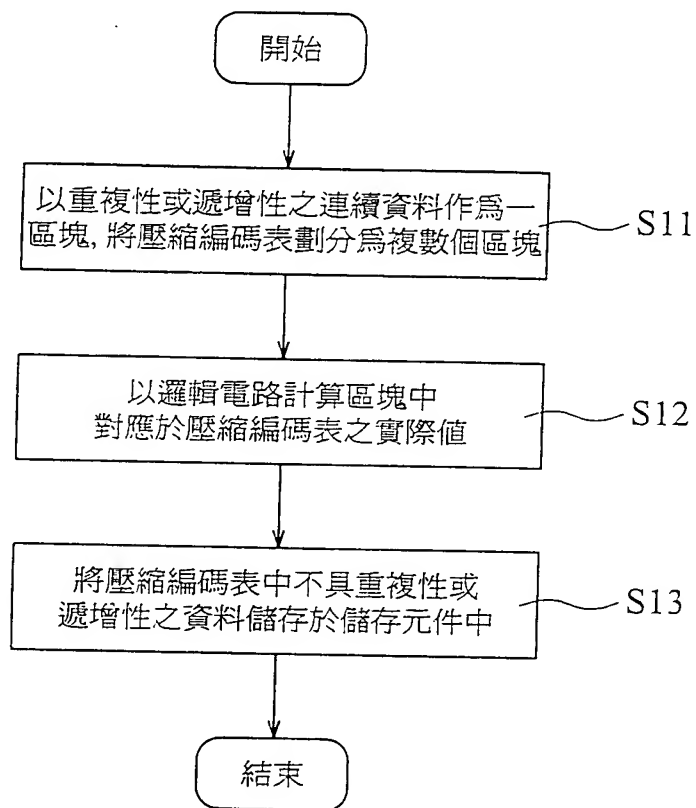 開始
以重複性或遞增性之連續資料作為一
區塊, 將壓縮編碼表劃分為複數個區塊
S11
以邏輯電路計算區塊中
對應於壓縮編碼表之實際值
S12
將壓縮編碼表中不具重複性或
遞增性之資料儲存於儲存元件中
S13
結束